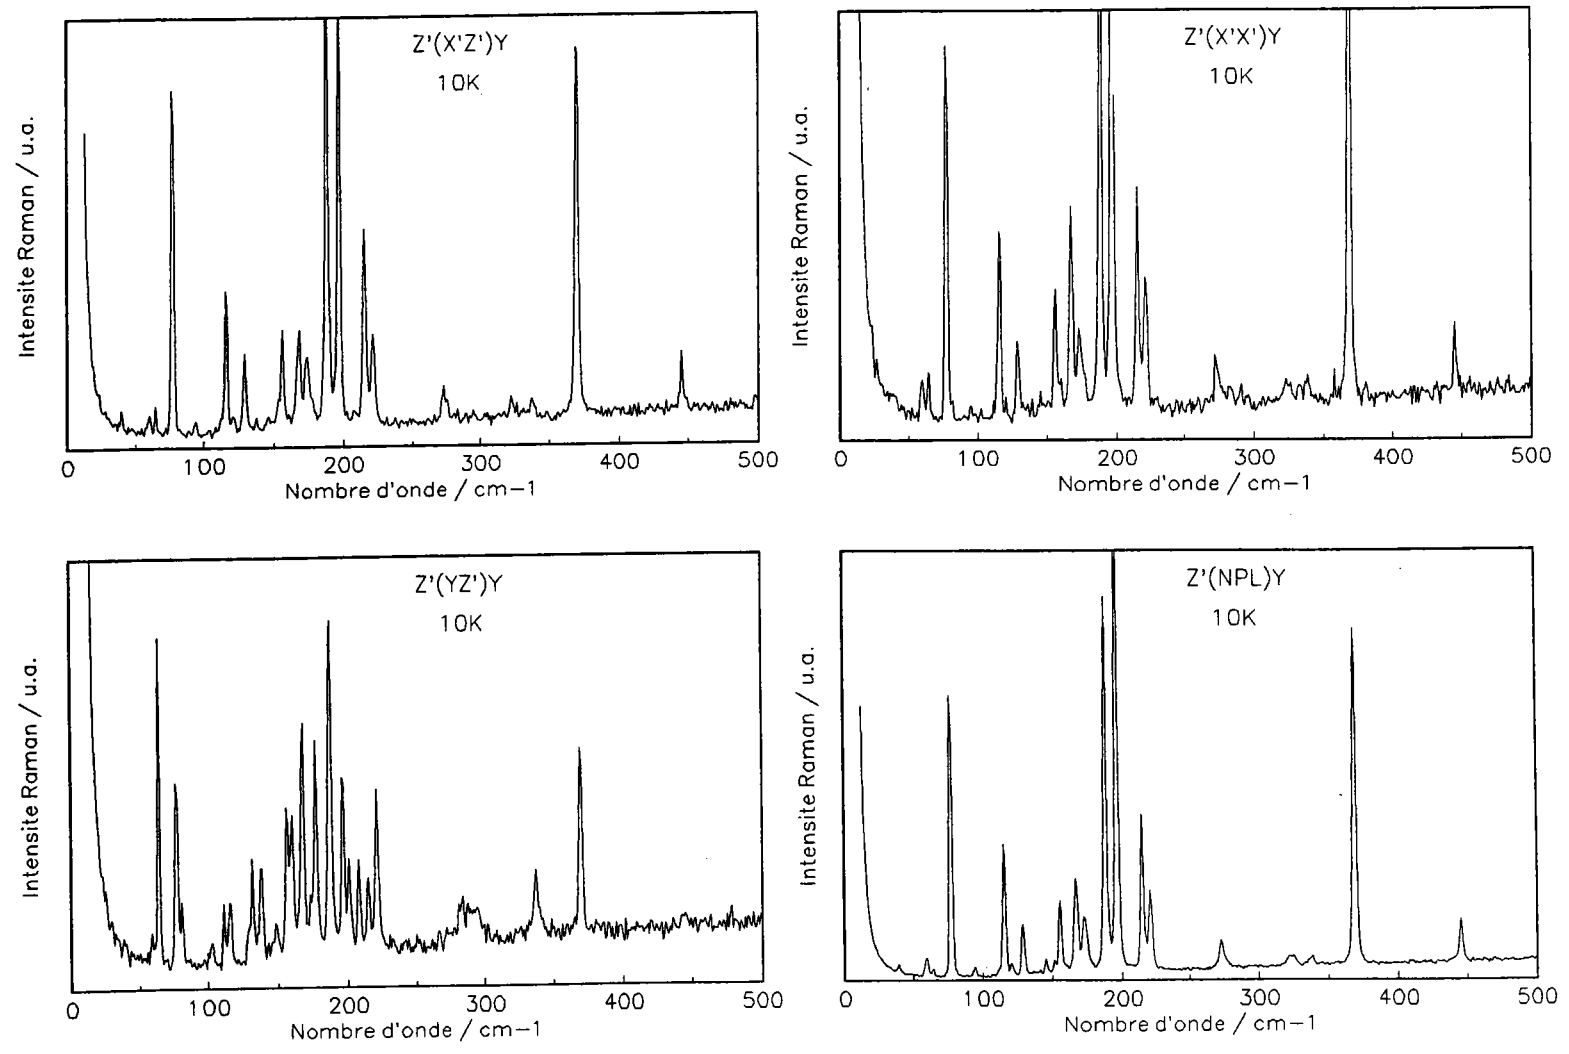 Z'(X'Z')Y
10K
Intensite Raman / u.a.
0 100 200 300 400 500
Nombre d'onde / cm-1
Z'(X'X')Y
10K
Intensite Raman / u.a.
0 100 200 300 400 500
Nombre d'onde / cm-1
Z'(YZ')Y
10K
Intensite Raman / u.a.
0 100 200 300 400 500
Nombre d'onde / cm-1
Z'(NPL)Y
10K
Intensite Raman / u.a.
0 100 200 300 400 500
Nombre d'onde / cm-1